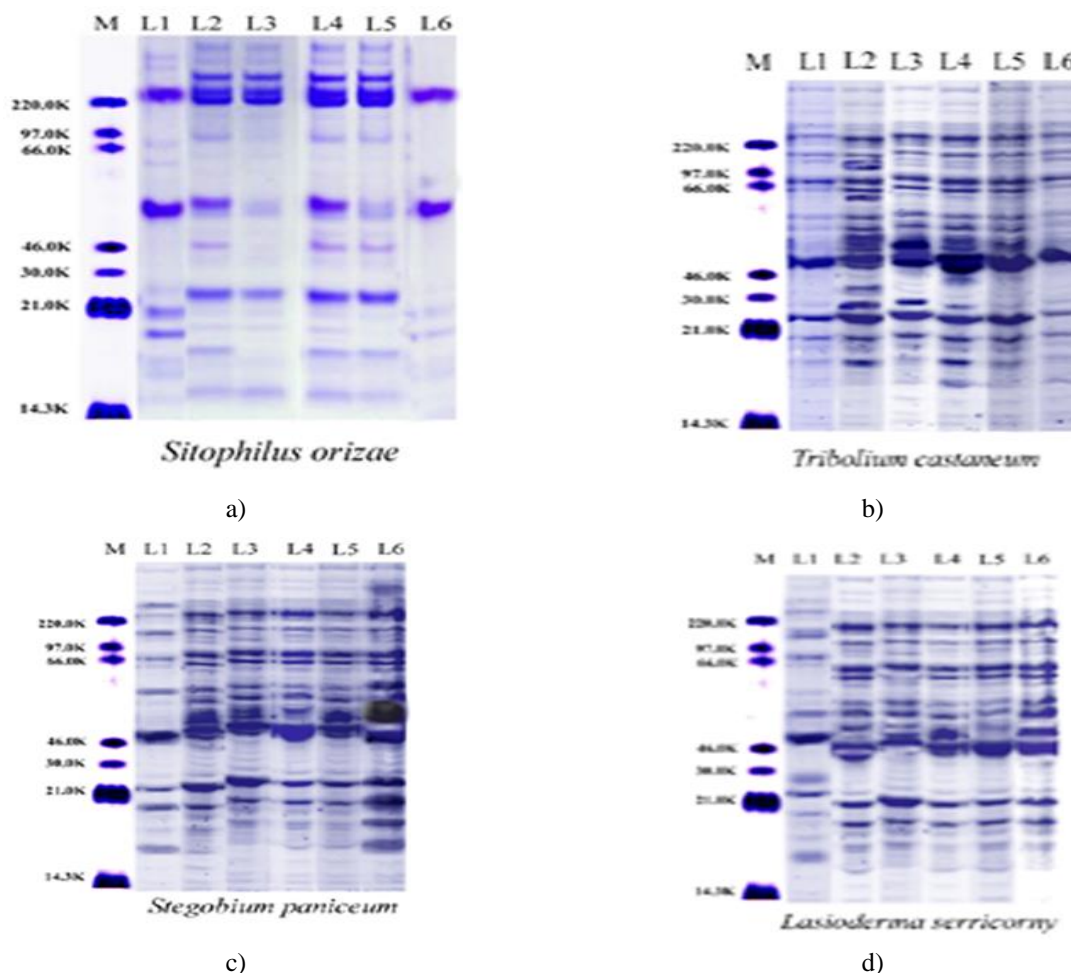 M L1 L2 L3 L4 L5 L6
220.0K
97.0K
66.0K
46.0K
30.0K
21.0K
14.3K
Sitophilus orizae
a)
M L1 L2 L3 L4 L5 L6
220.0K
97.0K
66.0K
46.0K
30.0K
21.0K
14.3K
Tribolium castaneum
b)
M L1 L2 L3 L4 L5 L6
220.0K
97.0K
66.0K
46.0K
30.0K
21.0K
14.3K
Stegobium paniceum
c)
M L1 L2 L3 L4 L5 L6
220.0K
97.0K
66.0K
46.0K
30.0K
21.0K
14.3K
Lasioderma serricorny
d)